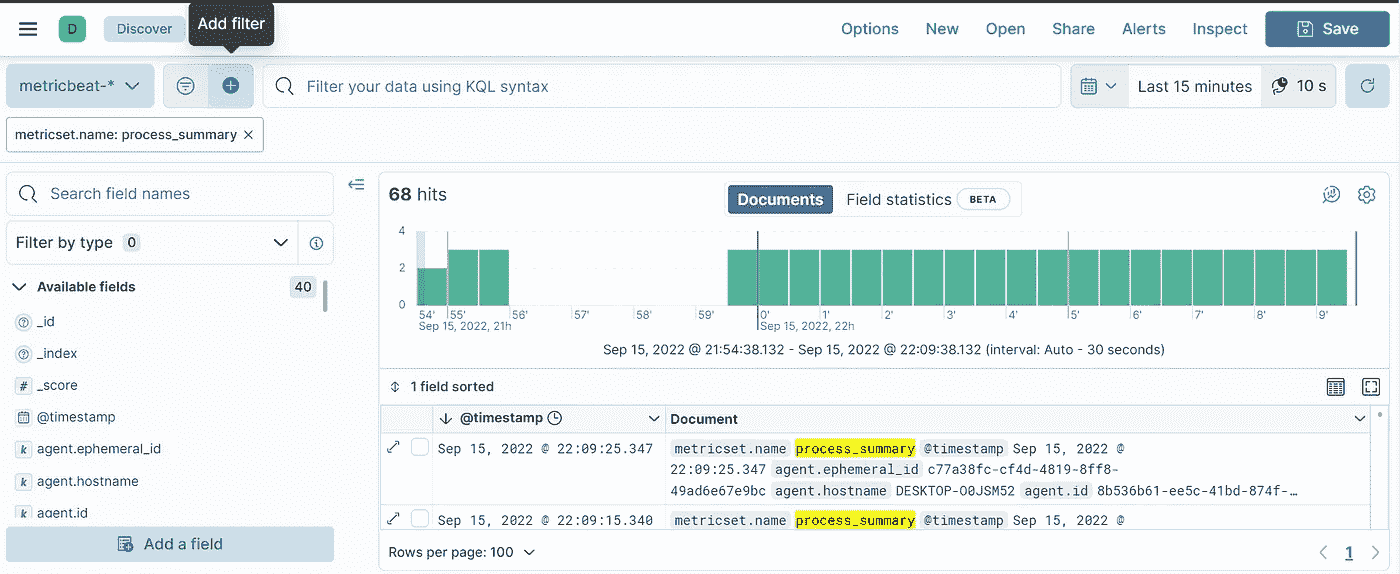 Add filter
D
Discover
Options
New
Open
Share
Alerts
Inspect
Save
metricbeat-*
Filter your data using KQL syntax
Last 15 minutes
10 s
metricset.name: process_summary ×
Search field names
68 hits
Documents
Field statistics
BETA
Filter by type 0
Available fields 40
_id
_index
_score
@timestamp
agent.ephemeral_id
agent.hostname
agent.id
Add a field
4
2
0
54' 55' 56' 57' 58' 59' 0' 1' 2' 3' 4' 5' 6' 7' 8' 9'
Sep 15, 2022, 21h Sep 15, 2022, 22h
Sep 15, 2022 @ 21:54:38.132 - Sep 15, 2022 @ 22:09:38.132 (interval: Auto - 30 seconds)
1 field sorted
@timestamp Document
Sep 15, 2022 @ 22:09:25.347 metricset.name process_summary @timestamp Sep 15, 2022 @
22:09:25.347 agent.ephemeral_id c77a38fc-cf4d-4819-8ff8-
49ad6e67e9bc agent.hostname DESKTOP-O0JSM52 agent.id 8b536b61-ee5c-41bd-874f-…
Sep 15, 2022 @ 22:09:15.340 metricset.name process_summary @timestamp Sep 15, 2022 @
Rows per page: 100
1